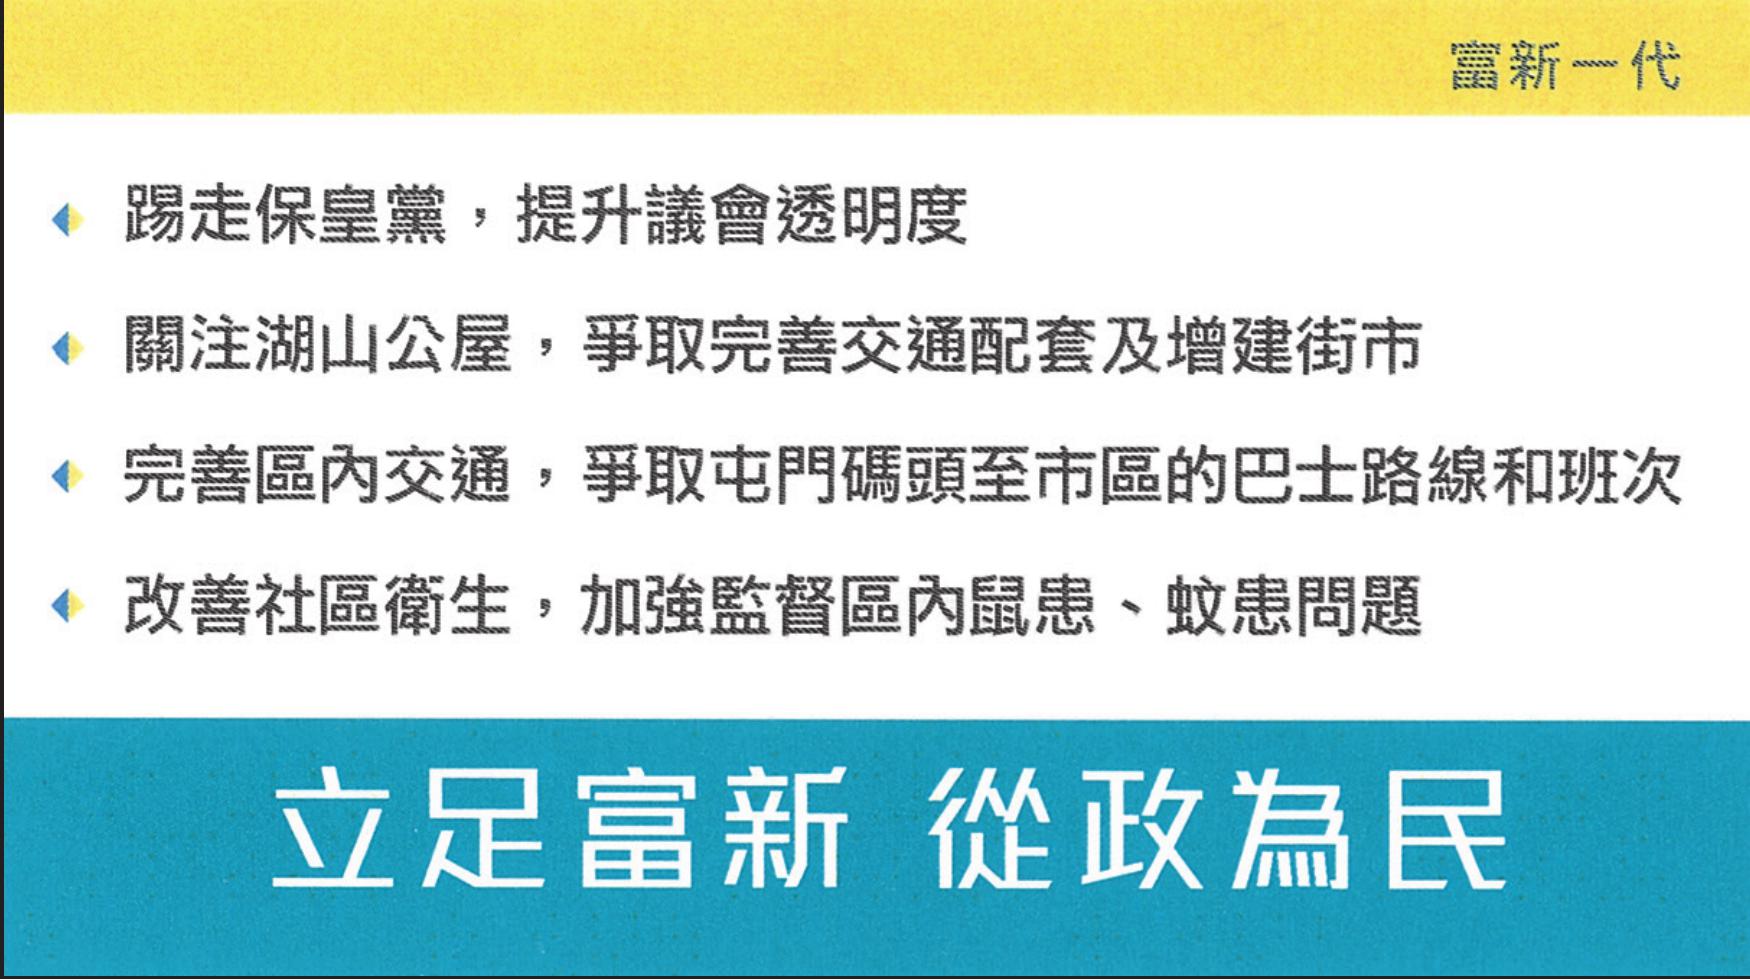 富新一代
踢走保皇黨，提升議會透明度
關注湖山公屋，爭取完善交通配套及增建街市
完善區內交通，爭取屯門碼頭至市區的巴士路線和班次
改善社區衛生，加強監督區內鼠患、蚊患問題
立足富新 從政為民